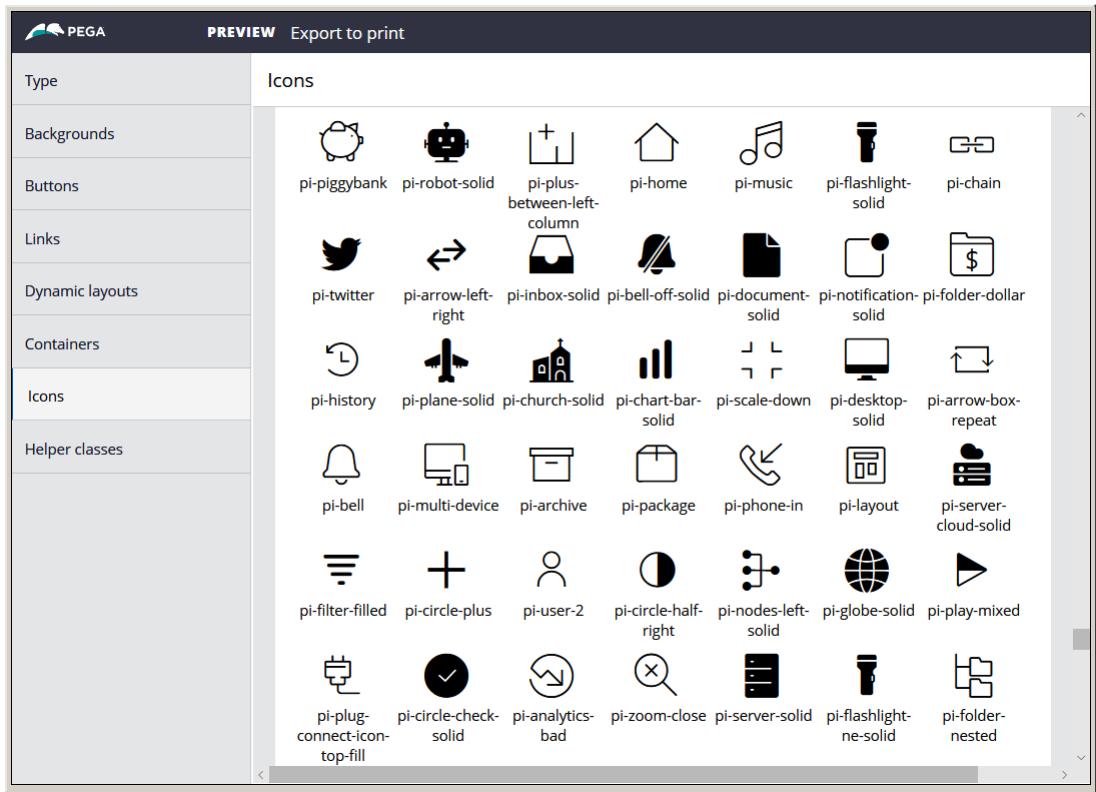 PEGA
PREVIEW Export to print
Type
Backgrounds
Buttons
Links
Dynamic layouts
Containers
Icons
Helper classes
Icons
pi-piggybank pi-robot-solid pi-plus- pi-home pi-music pi-flashlight- pi-chain
between-left- solid
column
pi-twitter pi-arrow-left- pi-inbox-solid pi-bell-off-solid pi-document- pi-notification- pi-folder-dollar
right solid solid
$
pi-history pi-plane-solid pi-church-solid pi-chart-bar- pi-scale-down pi-desktop- pi-arrow-box-
solid solid repeat
pi-bell pi-multi-device pi-archive pi-package pi-phone-in pi-layout pi-server-
cloud-solid
pi-filter-filled pi-circle-plus pi-user-2 pi-circle-half- pi-nodes-left- pi-globe-solid pi-play-mixed
right solid
pi-plug- pi-circle-check- pi-analytics- pi-zoom-close pi-server-solid pi-flashlight- pi-folder-
connect-icon- solid bad ne-solid nested
top-fill